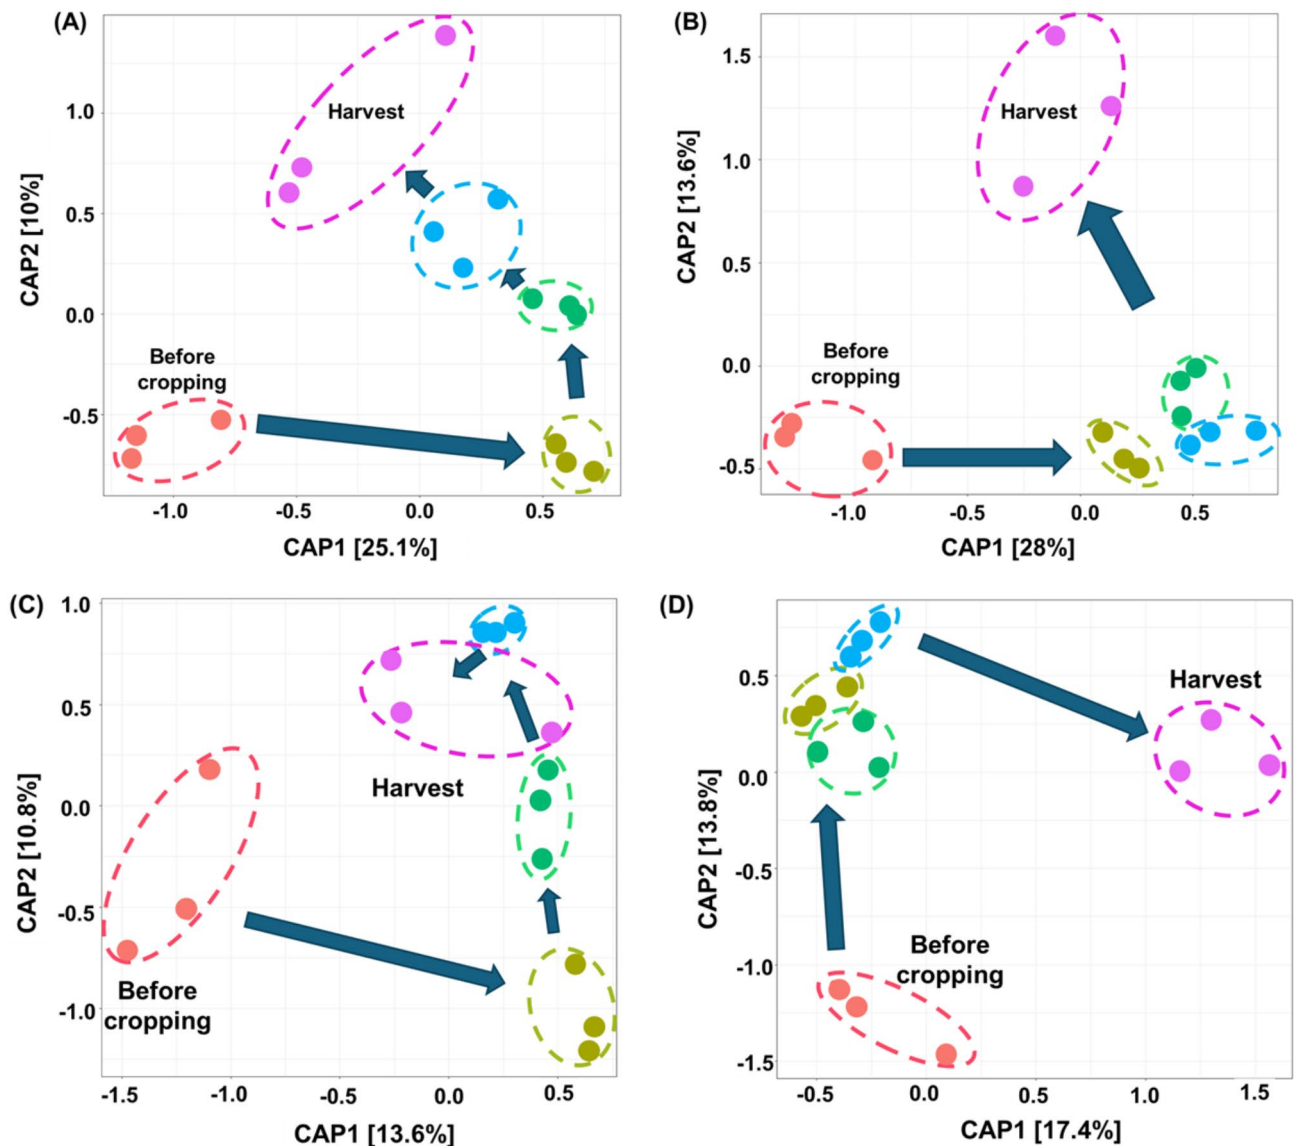 (A)
1.0
0.5
0.0
-0.5
CAP2 [10%]
Harvest
Before
cropping
-1.0
-0.5
0.0
0.5
CAP1 [25.1%]
(B)
1.5
1.0
0.5
0.0
-0.5
CAP2 [13.6%]
Harvest
Before
cropping
-1.0
-0.5
0.0
0.5
CAP1 [28%]
(C)
1.0
0.5
0.0
-0.5
-1.0
CAP2 [10.8%]
Harvest
Before
cropping
-1.5
-1.0
-0.5
0.0
0.5
CAP1 [13.6%]
(D)
0.5
0.0
-0.5
-1.0
-1.5
CAP2 [13.8%]
Harvest
Before
cropping
-0.5
0.0
0.5
1.0
1.5
CAP1 [17.4%]